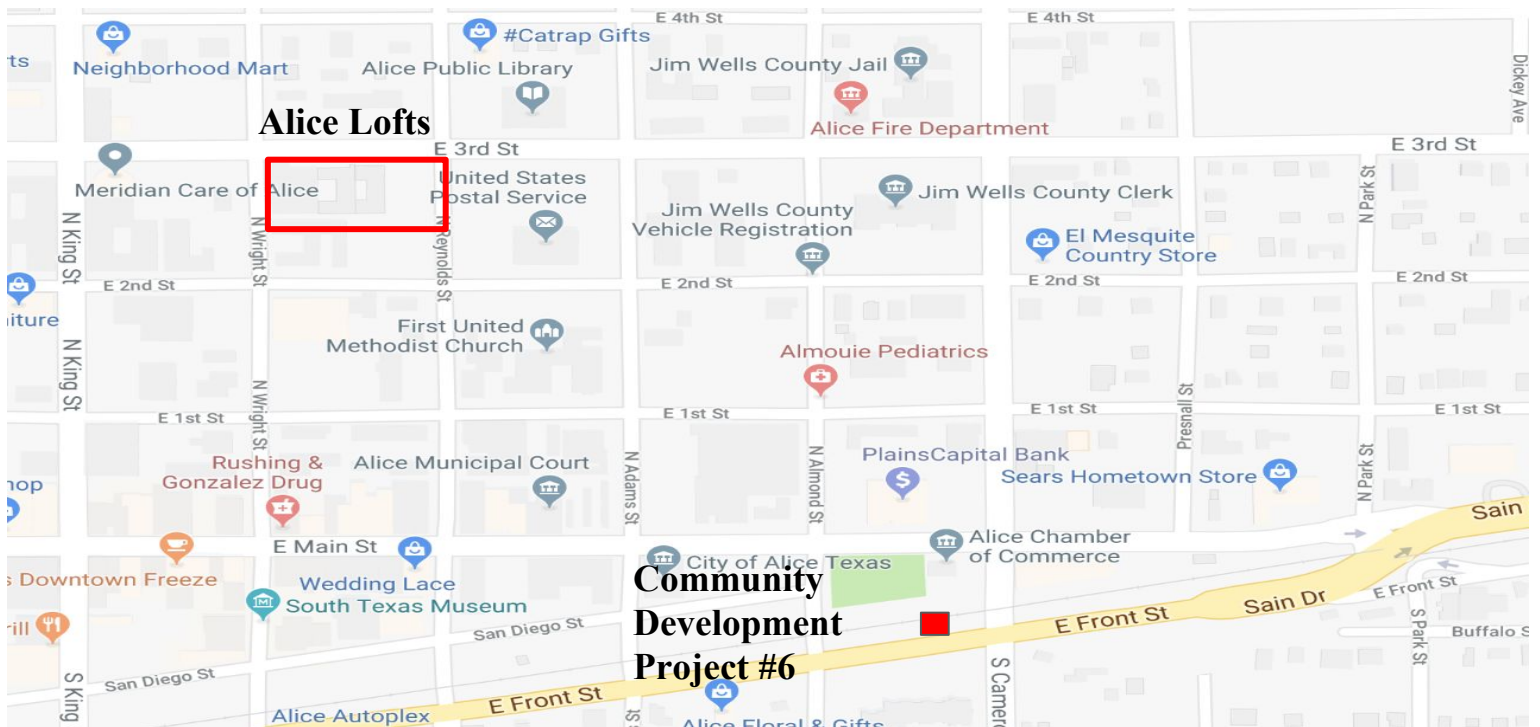 E 4th St
E 4th St
#Catrap Gifts
rts
Neighborhood Mart
Alice Public Library
Jim Wells County Jail
Dickey Ave
Alice Lofts
Alice Fire Department
E 3rd St
E 3rd St
Meridian Care of Alice
United States
Postal Service
Jim Wells County Clerk
N Park St
Jim Wells County
Vehicle Registration
N King St
N Wright St
N Reynolds St
El Mesquite
Country Store
E 2nd St
E 2nd St
E 2nd St
E 2nd St
iture
First United
Methodist Church
N King St
Almouie Pediatrics
N Wright St
Presnall St
E 1st St
E 1st St
E 1st St
E 1st St
Rushing &
Gonzalez Drug
Alice Municipal Court
N Adams St
N Almond St
PlainsCapital Bank
Sears Hometown Store
N Park St
hop
Sain
E Main St
City of Alice Texas
Alice Chamber
of Commerce
s Downtown Freeze
Wedding Lace
South Texas Museum
Community
Development
Project #6
San Diego St
E Front St
Sain Dr
E Front St
S Park St
Buffalo S
rill
San Diego St
S King
E Front St
S Camero
Alice Autoplex
Alice Floral & Gifts